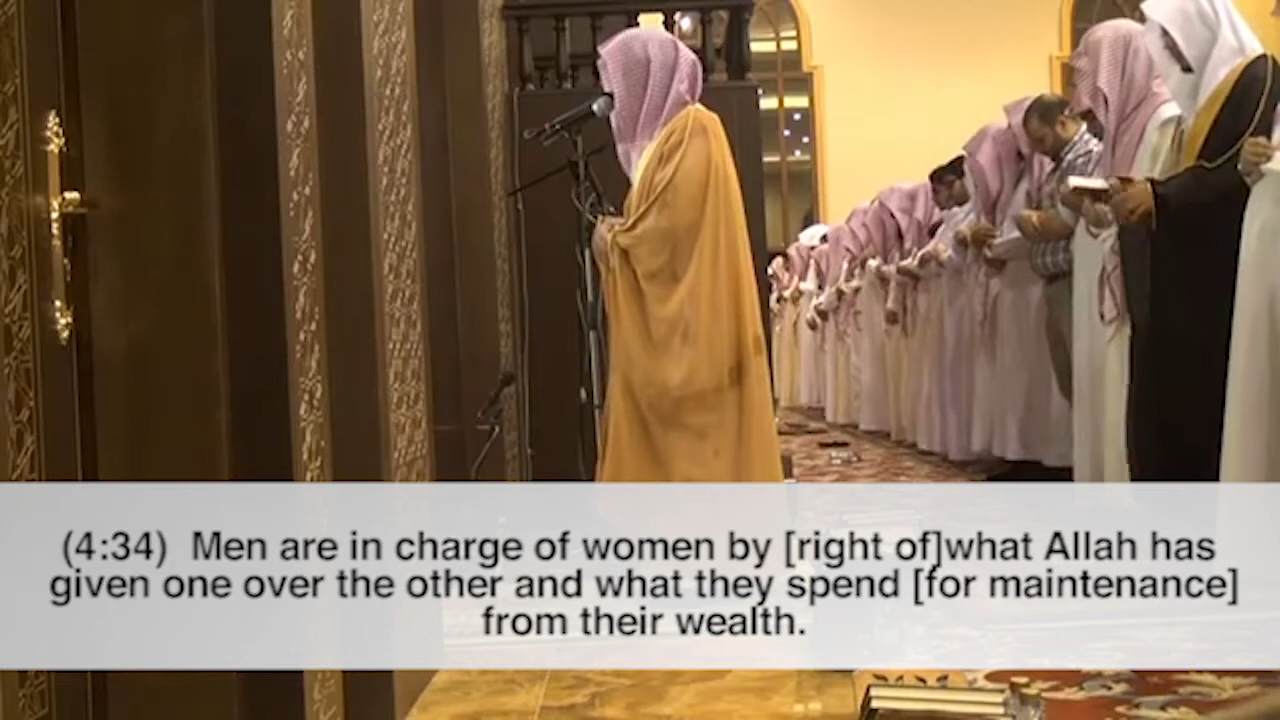 (4:34) Men are in charge of women by [right of]what Allah has
given one over the other and what they spend [for maintenance]
from their wealth.